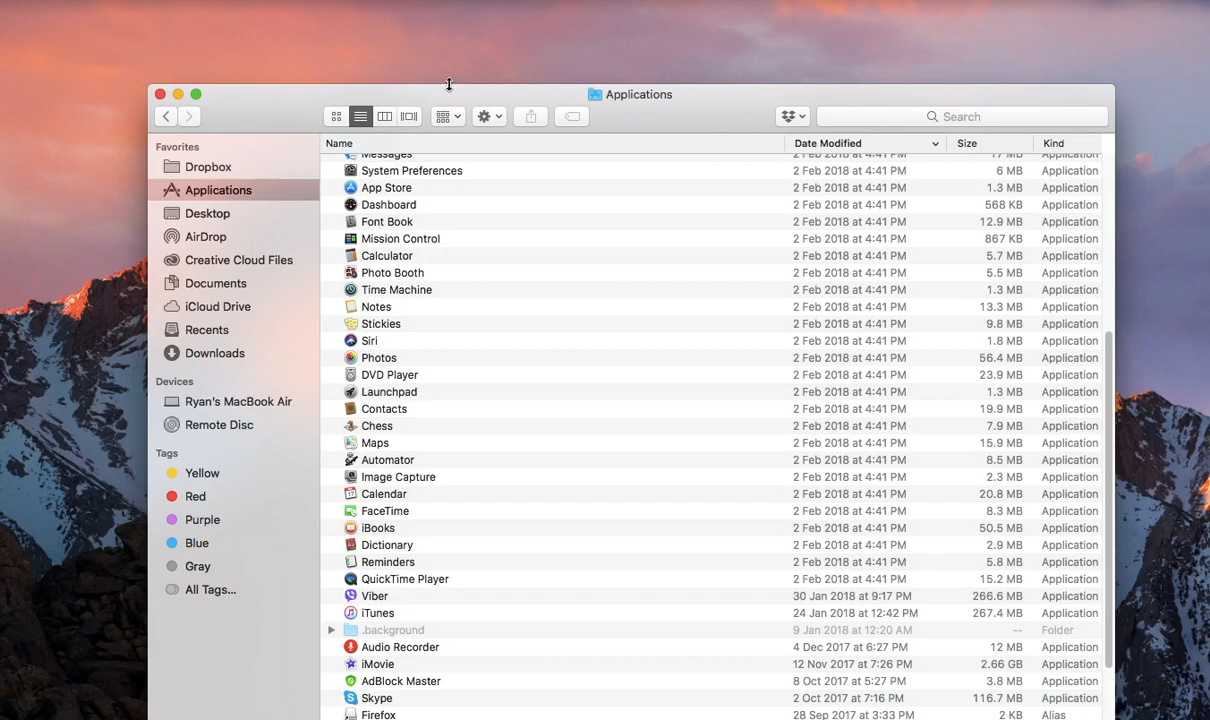 Applications
Search
Favorites
Dropbox
Applications
Desktop
AirDrop
Creative Cloud Files
Documents
iCloud Drive
Recents
Downloads
Devices
Ryan's MacBook Air
Remote Disc
Tags
Yellow
Red
Purple
Blue
Gray
All Tags...
Name Date Modified Size Kind
Messages 2 Feb 2018 at 4:41 PM 17 MB Application
System Preferences 2 Feb 2018 at 4:41 PM 6 MB Application
App Store 2 Feb 2018 at 4:41 PM 1.3 MB Application
Dashboard 2 Feb 2018 at 4:41 PM 568 KB Application
Font Book 2 Feb 2018 at 4:41 PM 12.9 MB Application
Mission Control 2 Feb 2018 at 4:41 PM 867 KB Application
Calculator 2 Feb 2018 at 4:41 PM 5.7 MB Application
Photo Booth 2 Feb 2018 at 4:41 PM 5.5 MB Application
Time Machine 2 Feb 2018 at 4:41 PM 1.3 MB Application
Notes 2 Feb 2018 at 4:41 PM 13.3 MB Application
Stickies 2 Feb 2018 at 4:41 PM 9.8 MB Application
Siri 2 Feb 2018 at 4:41 PM 1.8 MB Application
Photos 2 Feb 2018 at 4:41 PM 56.4 MB Application
DVD Player 2 Feb 2018 at 4:41 PM 23.9 MB Application
Launchpad 2 Feb 2018 at 4:41 PM 1.3 MB Application
Contacts 2 Feb 2018 at 4:41 PM 19.9 MB Application
Chess 2 Feb 2018 at 4:41 PM 7.9 MB Application
Maps 2 Feb 2018 at 4:41 PM 15.9 MB Application
Automator 2 Feb 2018 at 4:41 PM 8.5 MB Application
Image Capture 2 Feb 2018 at 4:41 PM 2.3 MB Application
Calendar 2 Feb 2018 at 4:41 PM 20.8 MB Application
FaceTime 2 Feb 2018 at 4:41 PM 8.3 MB Application
iBooks 2 Feb 2018 at 4:41 PM 50.5 MB Application
Dictionary 2 Feb 2018 at 4:41 PM 2.9 MB Application
Reminders 2 Feb 2018 at 4:41 PM 5.8 MB Application
QuickTime Player 2 Feb 2018 at 4:41 PM 15.2 MB Application
Viber 30 Jan 2018 at 9:17 PM 266.6 MB Application
iTunes 24 Jan 2018 at 12:42 PM 267.4 MB Application
.background 9 Jan 2018 at 12:20 AM -- Folder
Audio Recorder 4 Dec 2017 at 6:27 PM 12 MB Application
iMovie 12 Nov 2017 at 7:26 PM 2.66 GB Application
AdBlock Master 8 Oct 2017 at 5:27 PM 3.8 MB Application
Skype 2 Oct 2017 at 7:16 PM 116.7 MB Application
Firefox 28 Sep 2017 at 3:33 PM 2 KB Alias